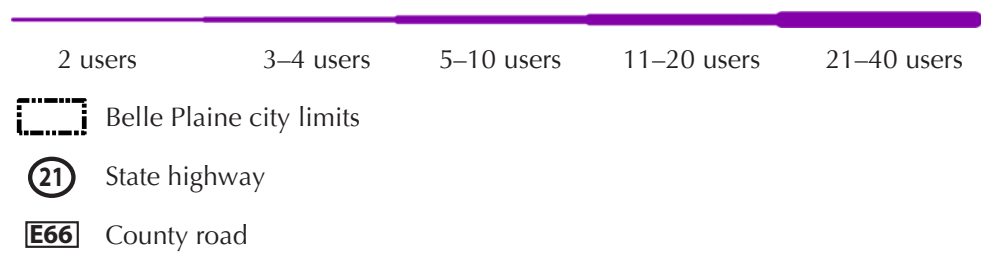 2 users 3–4 users 5–10 users 11–20 users 21–40 users
Belle Plaine city limits
21 State highway
E66 County road